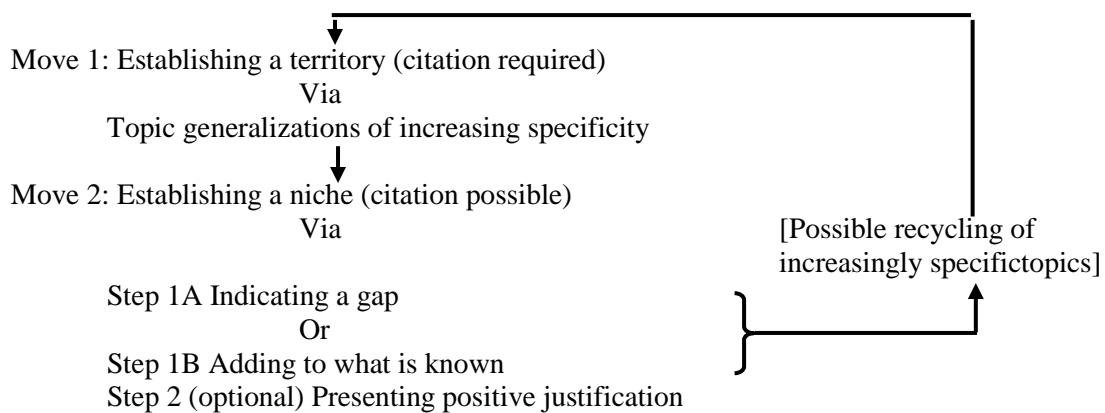 Move 1: Establishing a territory (citation required)
Via
Topic generalizations of increasing specificity
Move 2: Establishing a niche (citation possible)
Via
[Possible recycling of
increasingly specifictopics]
Step 1A Indicating a gap
Or
Step 1B Adding to what is known
Step 2 (optional) Presenting positive justification